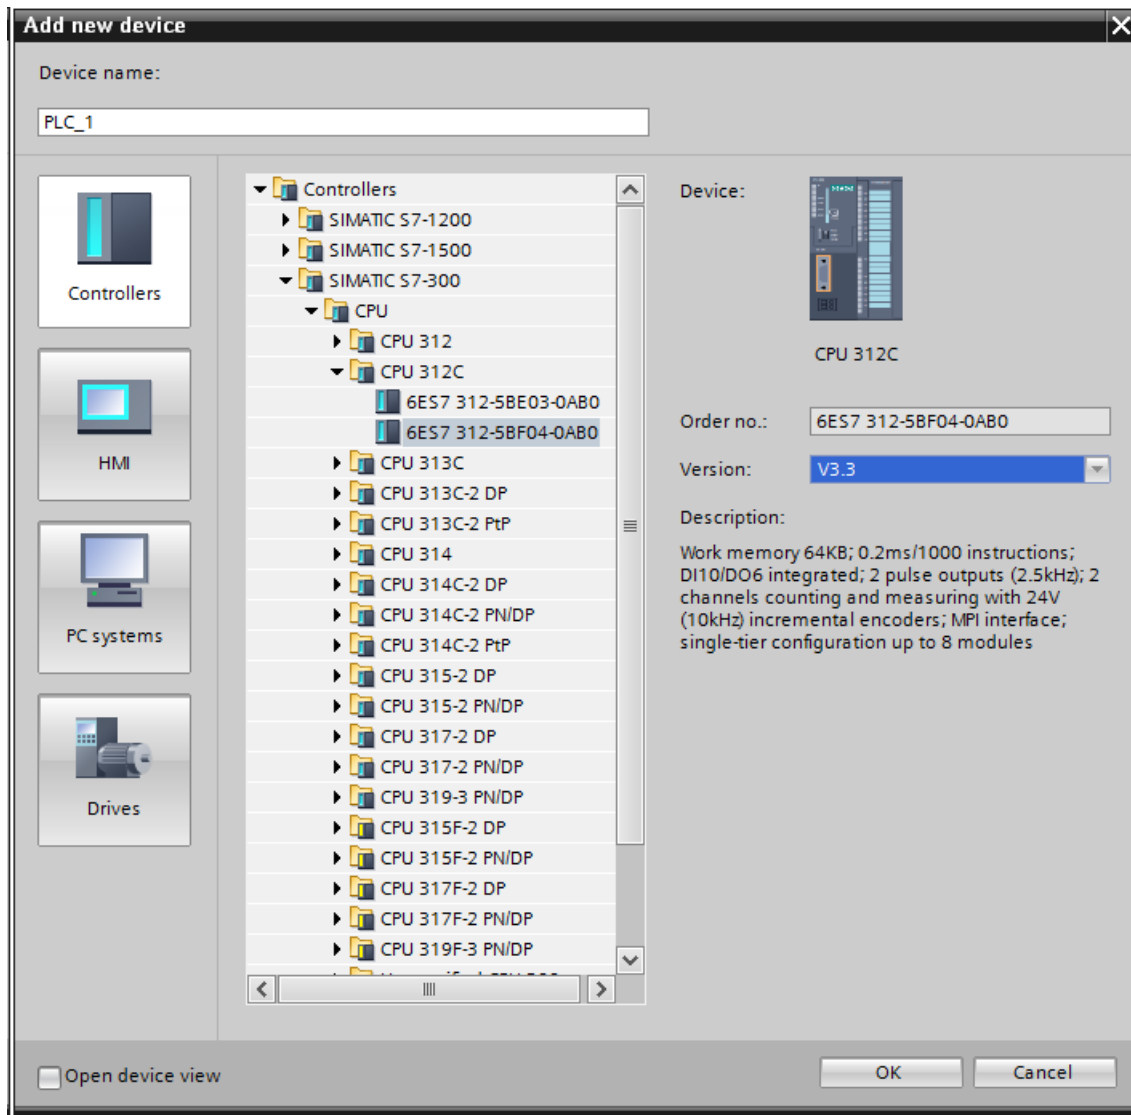 Add new device
Device name:
PLC_1
Controllers
HMI
PC systems
Drives
Controllers
SIMATIC S7-1200
SIMATIC S7-1500
SIMATIC S7-300
CPU
CPU 312
CPU 312C
6ES7 312-5BE03-0AB0
6ES7 312-5BF04-0AB0
CPU 313C
CPU 313C-2 DP
CPU 313C-2 PtP
CPU 314
CPU 314C-2 DP
CPU 314C-2 PN/DP
CPU 314C-2 PtP
CPU 315-2 DP
CPU 315-2 PN/DP
CPU 317-2 DP
CPU 317-2 PN/DP
CPU 319-3 PN/DP
CPU 315F-2 DP
CPU 315F-2 PN/DP
CPU 317F-2 DP
CPU 317F-2 PN/DP
CPU 319F-3 PN/DP
Device:
CPU 312C
Order no.:
6ES7 312-5BF04-0AB0
Version:
V3.3
Description:
Work memory 64KB; 0.2ms/1000 instructions;
DI10/DO6 integrated; 2 pulse outputs (2.5kHz); 2
channels counting and measuring with 24V
(10kHz) incremental encoders; MPI interface;
single-tier configuration up to 8 modules
Open device view
OK
Cancel